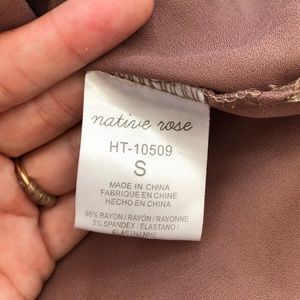 native rose
HT-10509
S
MADE IN CHINA
FABRIQUE EN CHINE
HECHO EN CHINA
95% RAYON / RAYÓN / RAYONNE
5% SPANDEX / ELASTANO /
ELASTHANNE